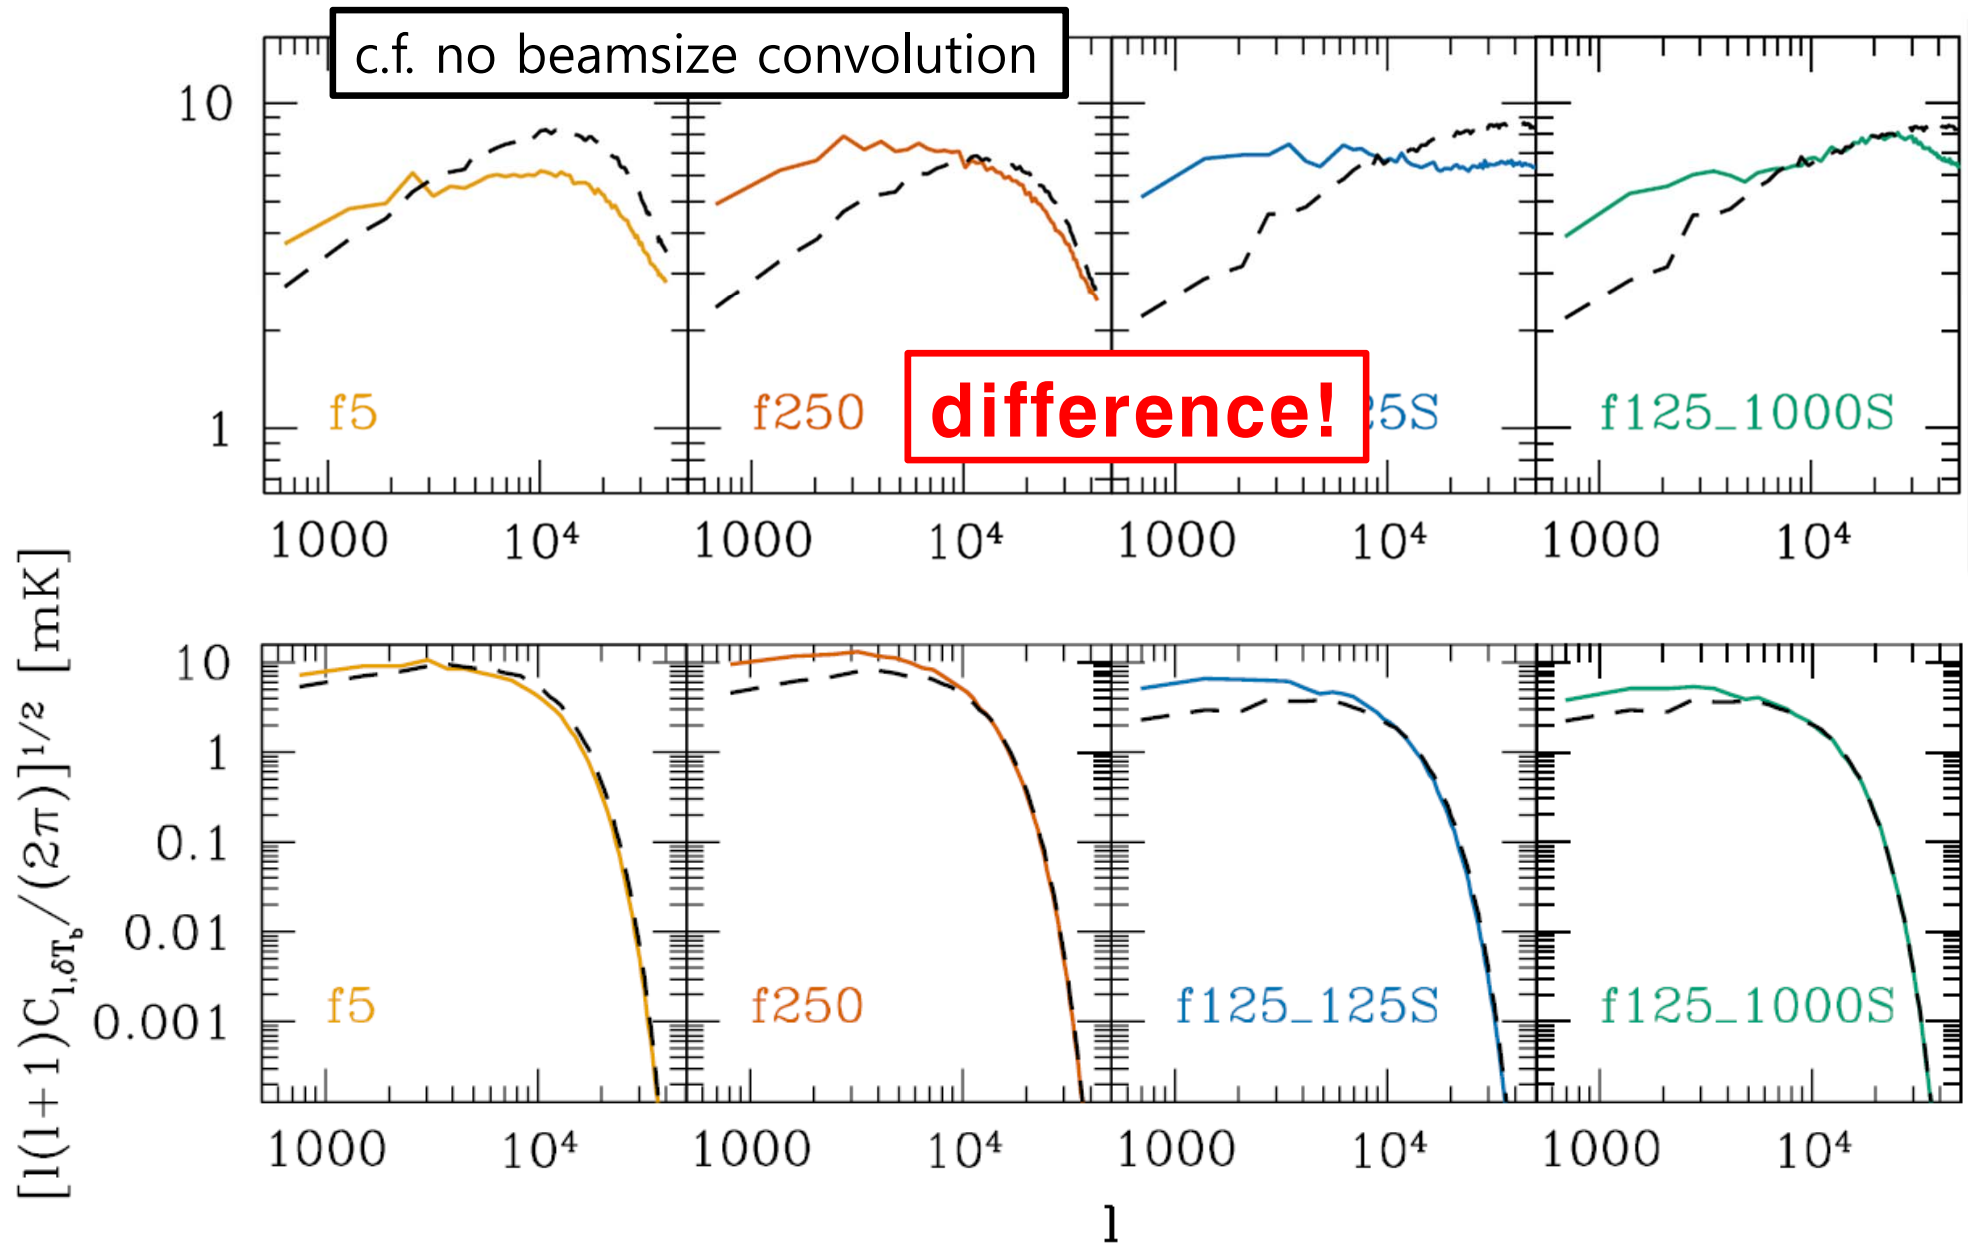 c.f. no beamsize convolution
10
1
f5
f250
difference!
25S
f125_1000S
1000 10⁴ 1000 10⁴ 1000 10⁴ 1000 10⁴
[l(l+1)C_{l,δT_b}/(2π)]^{1/2} [mK]
10
1
0.1
0.01
0.001
f5
f250
f125_125S
f125_1000S
1000 10⁴ 1000 10⁴ 1000 10⁴ 1000 10⁴
l